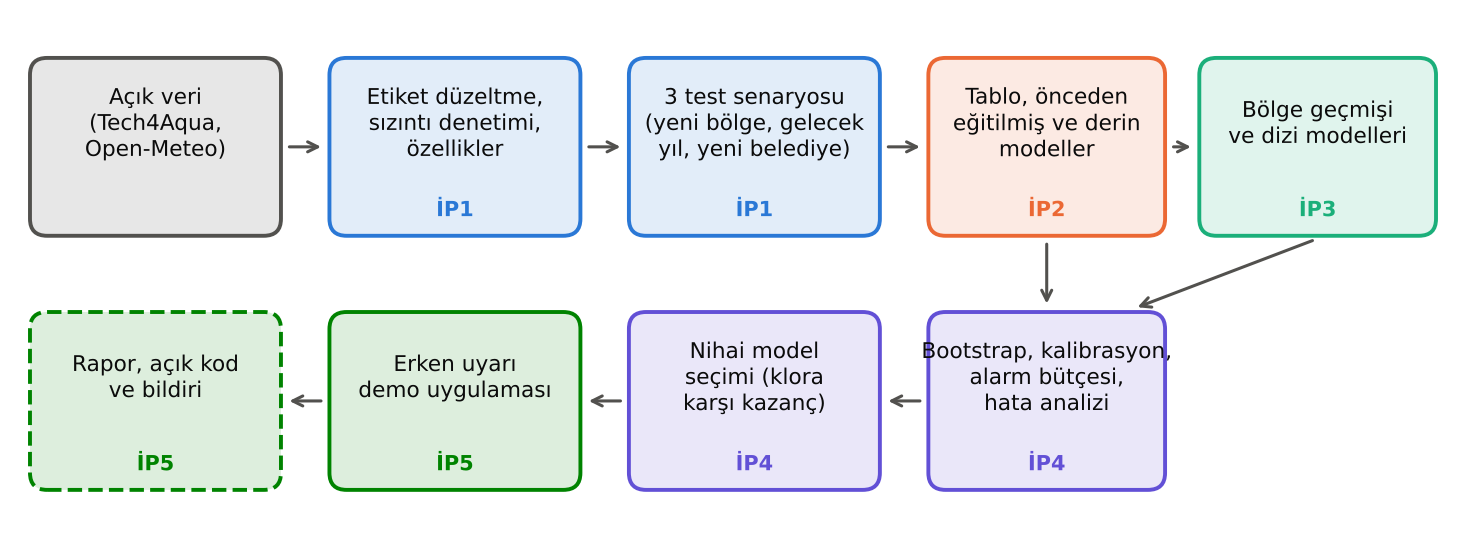 Açık veri
(Tech4Aqua,
Open-Meteo)
Etiket düzeltme,
sızıntı denetimi,
özellikler
İP1
3 test senaryosu
(yeni bölge, gelecek
yıl, yeni belediye)
İP1
Tablo, önceden
eğitilmiş ve derin
modeller
İP2
Bölge geçmişi
ve dizi modelleri
İP3
Rapor, açık kod
ve bildiri
İP5
Erken uyarı
demo uygulaması
İP5
Nihai model
seçimi (klora
karşı kazanç)
İP4
Bootstrap, kalibrasyon,
alarm bütçesi,
hata analizi
İP4